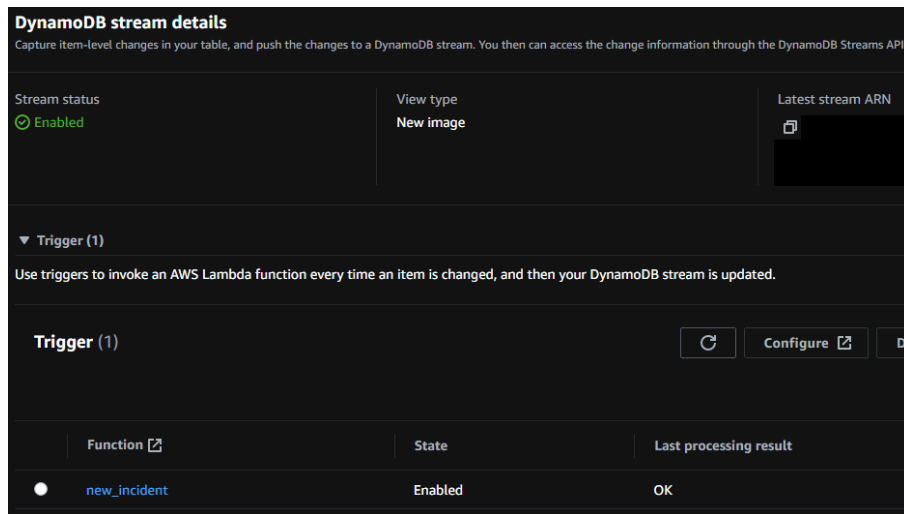 DynamoDB stream details
Capture item-level changes in your table, and push the changes to a DynamoDB stream. You then can access the change information through the DynamoDB Streams API
Stream status
View type
Latest stream ARN
Enabled
New image
Trigger (1)
Use triggers to invoke an AWS Lambda function every time an item is changed, and then your DynamoDB stream is updated.
Trigger (1)
Configure
D
Function
State
Last processing result
new_incident
Enabled
OK